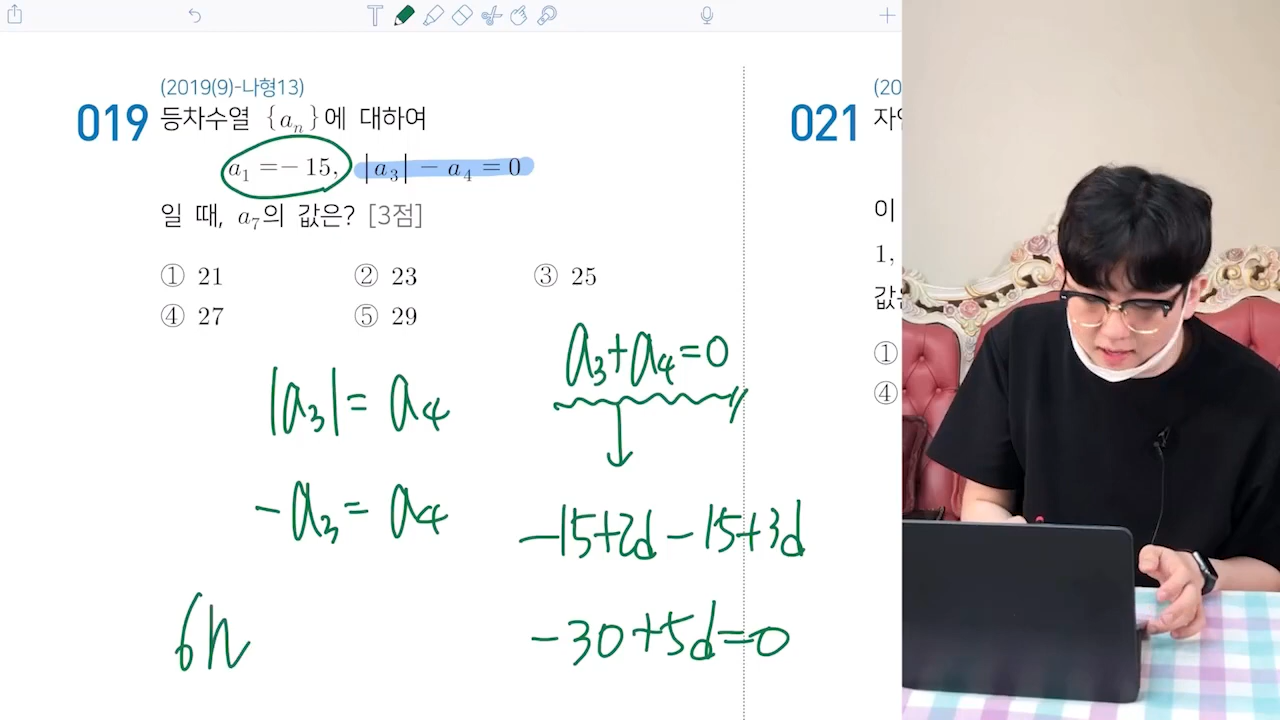 (2019(9)-나형13)
019 등차수열 {aₙ}에 대하여
a₁ =− 15, |a₃| − a₄ = 0
일 때, a₇의 값은? [3점]
① 21 ② 23 ③ 25
④ 27 ⑤ 29
|a₃| = a₄
-a₃ = a₄
6n
a₃+a₄=0
-15+2d-15+3d
-30+5d=0
(20
021
이
1,
①
④